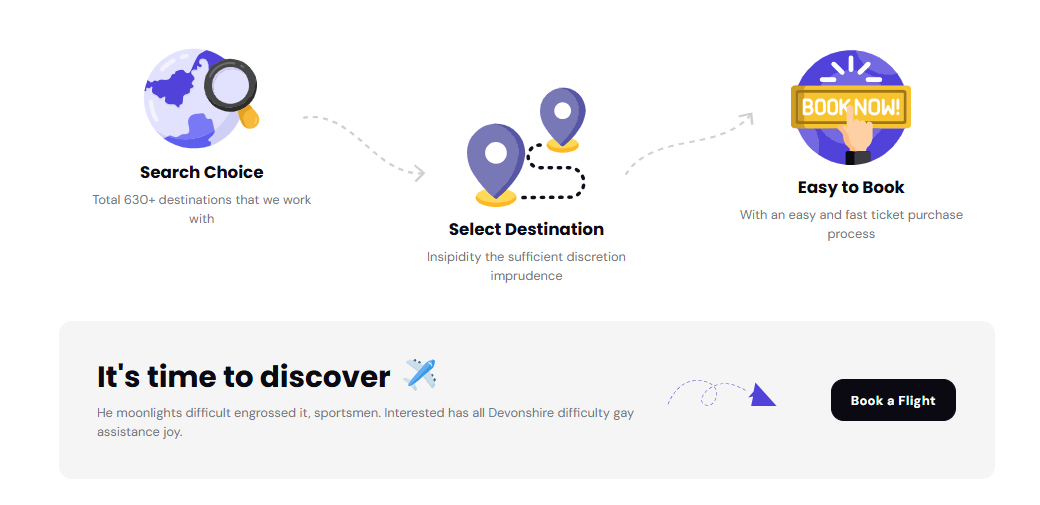 Search Choice
Total 630+ destinations that we work
with
Select Destination
Insipidity the sufficient discretion
imprudence
BOOK NOW!
Easy to Book
With an easy and fast ticket purchase
process
It's time to discover ✈️
He moonlights difficult engrossed it, sportsmen. Interested has all Devonshire difficulty gay
assistance joy.
Book a Flight